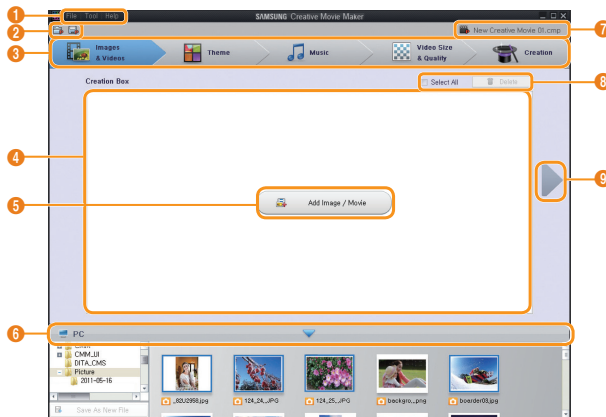 1 File Tool Help SAMSUNG Creative Movie Maker
2 New Creative Movie 01.cmp 7
3 Images & Videos Theme Music Video Size & Quality Creation
Creation Box Select All Delete 8
4
9
5 Add Image / Movie
6 PC
CMM_UI
DITA_CMS
Picture
2011-05-16
_82U2958.jpg 124_24_.JPG 124_25_.JPG backgro_.png boarder03.jpg
Save As New File